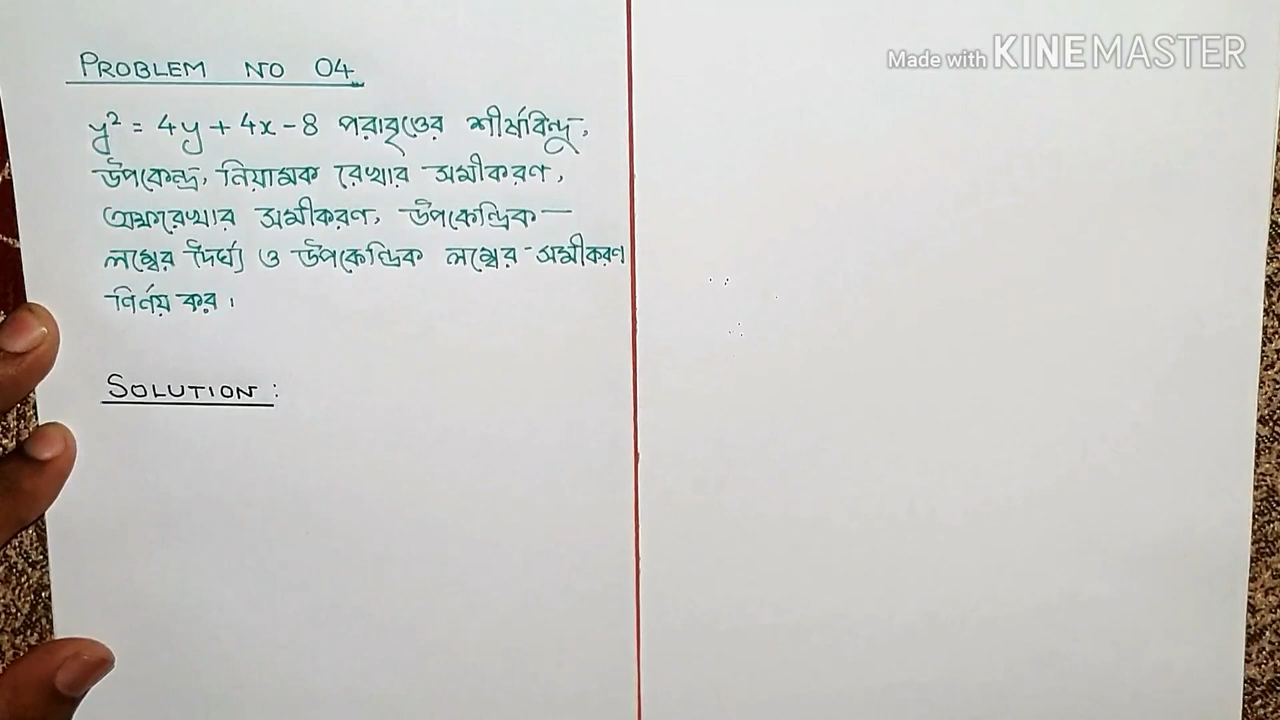 Made with KINEMASTER
PROBLEM NO 04
y² = 4y + 4x - 8 পরাবৃত্তের শীর্ষবিন্দু,
উপকেন্দ্র, নিয়ামক রেখার সমীকরণ,
অক্ষরেখার সমীকরণ, উপকেন্দ্রিক—
লম্বের দৈর্ঘ্য ও উপকেন্দ্রিক লম্বের - সমীকরণ
নির্ণয় কর।
SOLUTION :